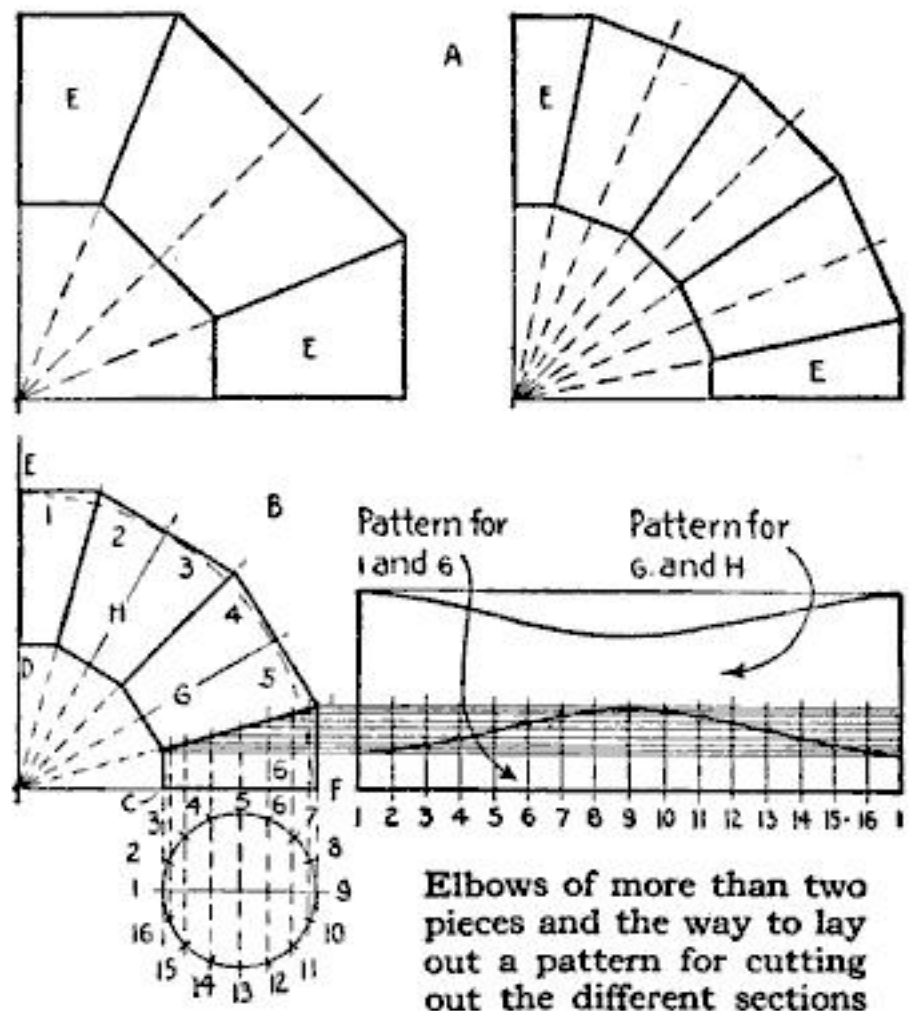 A
E
E
E
E
E
B
1
2
3
4
5
6
D
H
G
C
F
Pattern for
1 and 6
Pattern for
G. and H
1 2 3 4 5 6 7 8 9 10 11 12 13 14 15 16 1
3 4 5 6 7
2 8
1 9
16 10
15 14 13 12 11
Elbows of more than two
pieces and the way to lay
out a pattern for cutting
out the different sections